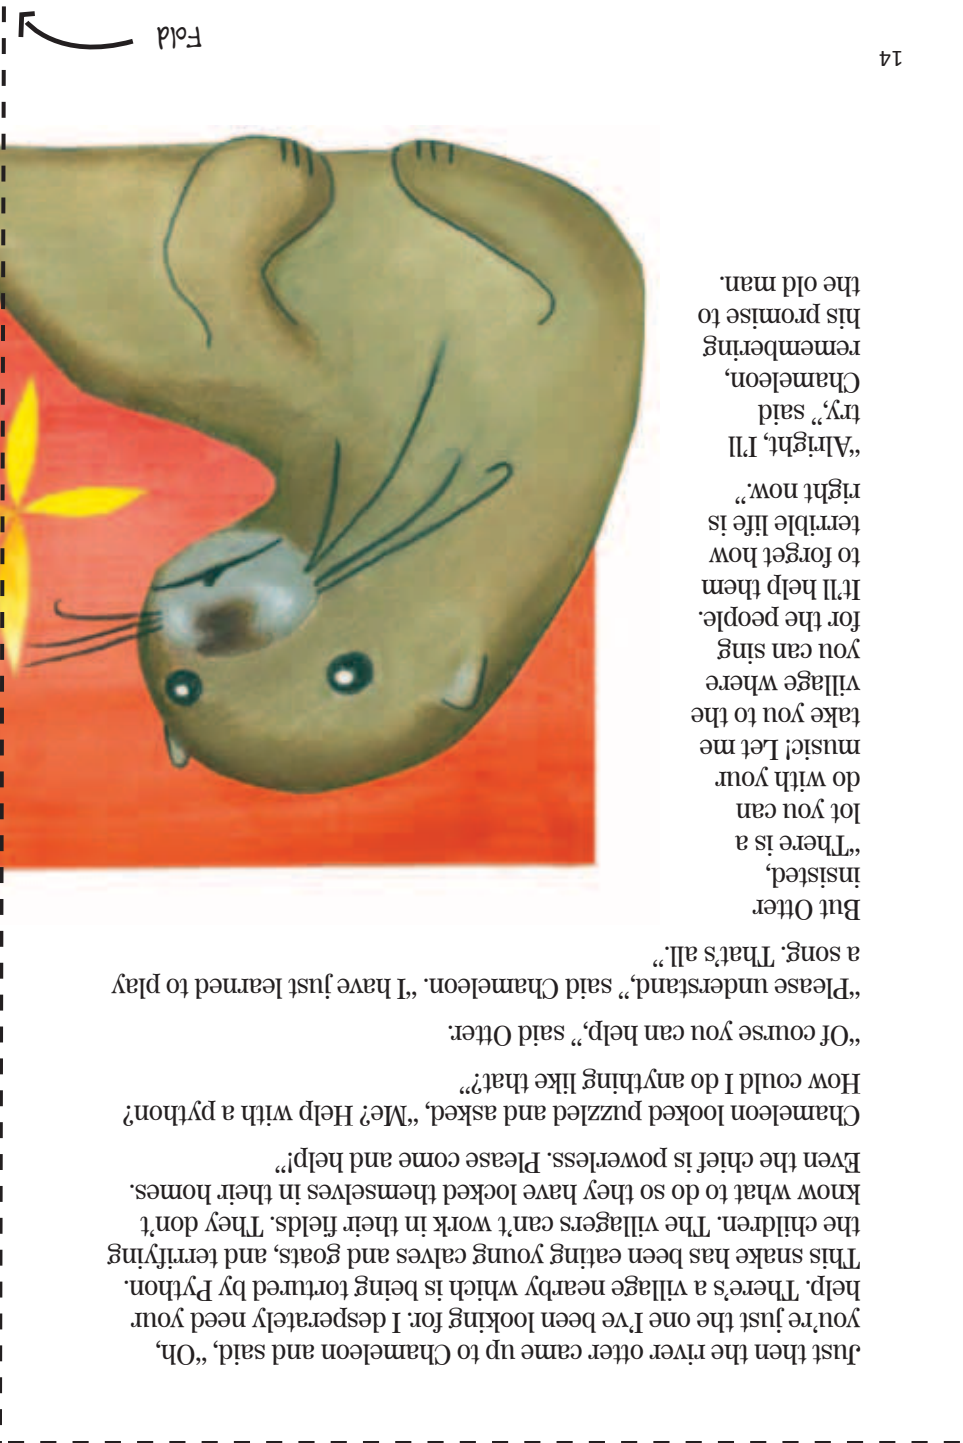 Just then the river otter came up to Chameleon and said, “Oh,
you’re just the one I’ve been looking for. I desperately need your
help. There’s a village nearby which is being tortured by Python.
This snake has been eating young calves and goats, and terrifying
the children. The villagers can’t work in their fields. They don’t
know what to do so they have locked themselves in their homes.
Even the chief is powerless. Please come and help!”
Chameleon looked puzzled and asked, “Me? Help with a python?
How could I do anything like that?”
“Of course you can help,” said Otter.
“Please understand,” said Chameleon. “I have just learned to play
a song. That’s all.”
But Otter
insisted,
“There is a
lot you can
do with your
music! Let me
take you to the
village where
you can sing
for the people.
It’ll help them
to forget how
terrible life is
right now.”
“Alright, I’ll
try,” said
Chameleon,
remembering
his promise to
the old man.
14
Fold